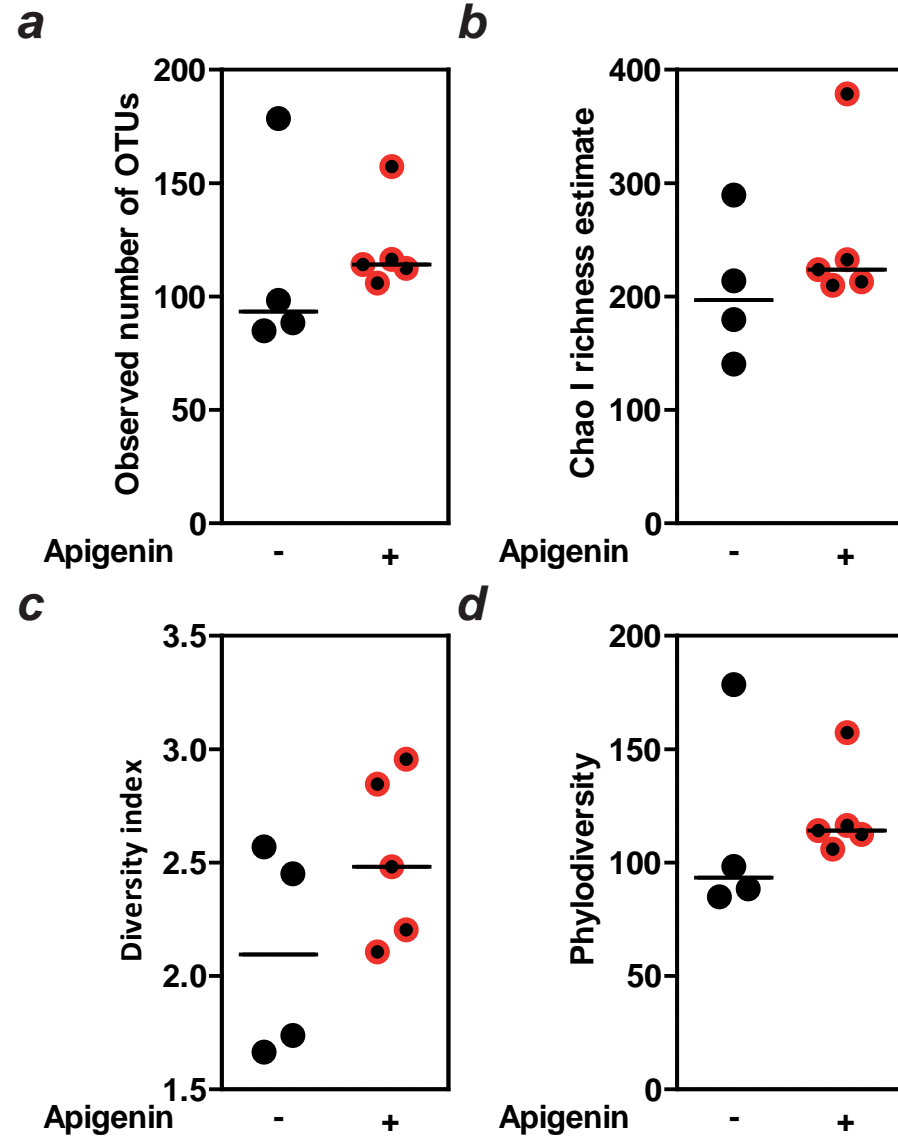 a
Observed number of OTUs
200
150
100
50
0
Apigenin - +
b
Chao I richness estimate
400
300
200
100
0
Apigenin - +
c
Diversity index
3.5
3.0
2.5
2.0
1.5
Apigenin - +
d
Phylodiversity
200
150
100
50
0
Apigenin - +